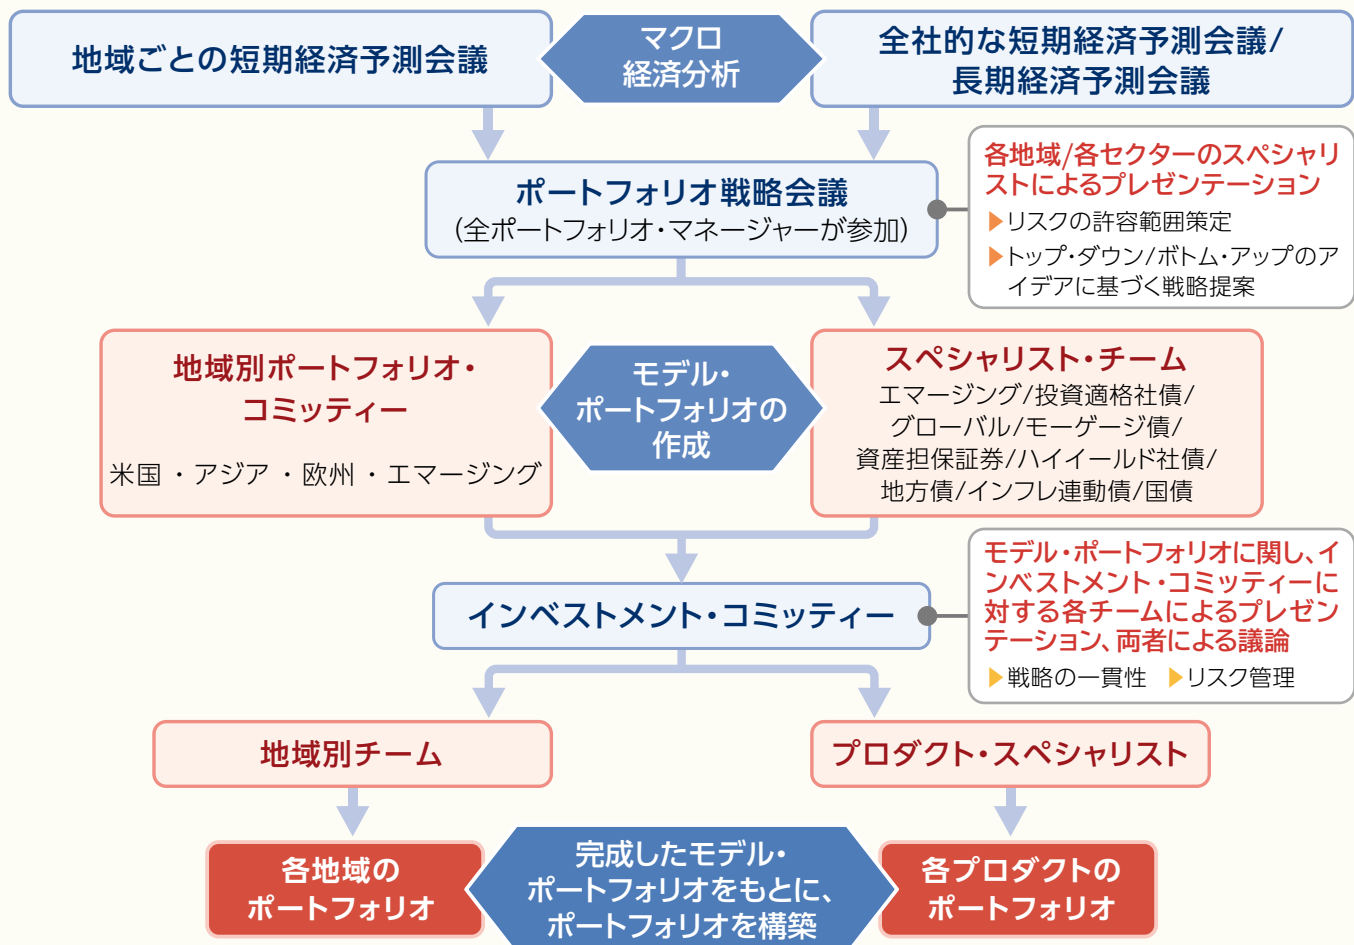 地域ごとの短期経済予測会議
マクロ
経済分析
全社的な短期経済予測会議/
長期経済予測会議
ポートフォリオ戦略会議
(全ポートフォリオ・マネージャーが参加)
各地域/各セクターのスペシャリ
ストによるプレゼンテーション
▶リスクの許容範囲策定
▶トップ・ダウン/ボトム・アップのア
イデアに基づく戦略提案
地域別ポートフォリオ・
コミッティー
米国 ・ アジア ・ 欧州 ・ エマージング
モデル・
ポートフォリオの
作成
スペシャリスト・チーム
エマージング/投資適格社債/
グローバル/モーゲージ債/
資産担保証券/ハイイールド社債/
地方債/インフレ連動債/国債
インベストメント・コミッティー
モデル・ポートフォリオに関し、イ
ンベストメント・コミッティーに
対する各チームによるプレゼン
テーション、両者による議論
▶戦略の一貫性 ▶リスク管理
地域別チーム
プロダクト・スペシャリスト
各地域の
ポートフォリオ
完成したモデル・
ポートフォリオをもとに、
ポートフォリオを構築
各プロダクトの
ポートフォリオ